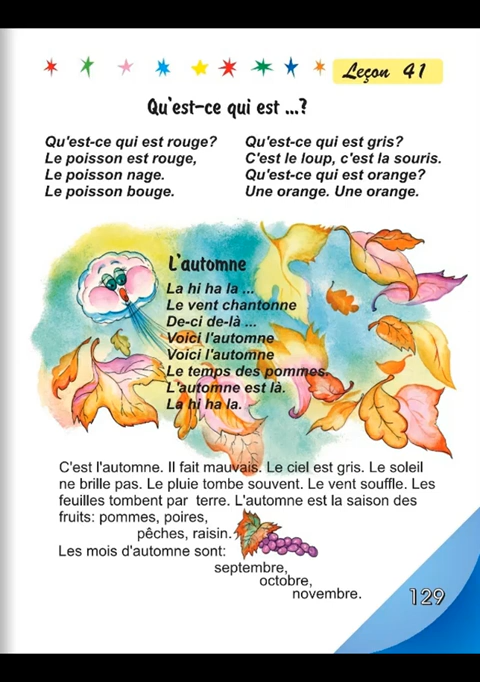 Leçon 41
Qu'est-ce qui est ...?
Qu'est-ce qui est rouge?
Le poisson est rouge,
Le poisson nage.
Le poisson bouge.
Qu'est-ce qui est gris?
C'est le loup, c'est la souris.
Qu'est-ce qui est orange?
Une orange. Une orange.
L'automne
La hi ha la ...
Le vent chantonne
De-ci de-là ...
Voici l'automne
Voici l'automne
Le temps des pommes.
L'automne est là.
La hi ha la.
C'est l'automne. Il fait mauvais. Le ciel est gris. Le soleil
ne brille pas. Le pluie tombe souvent. Le vent souffle. Les
feuilles tombent par terre. L'automne est la saison des
fruits: pommes, poires,
pêches, raisin.
Les mois d'automne sont:
septembre,
octobre,
novembre.
129